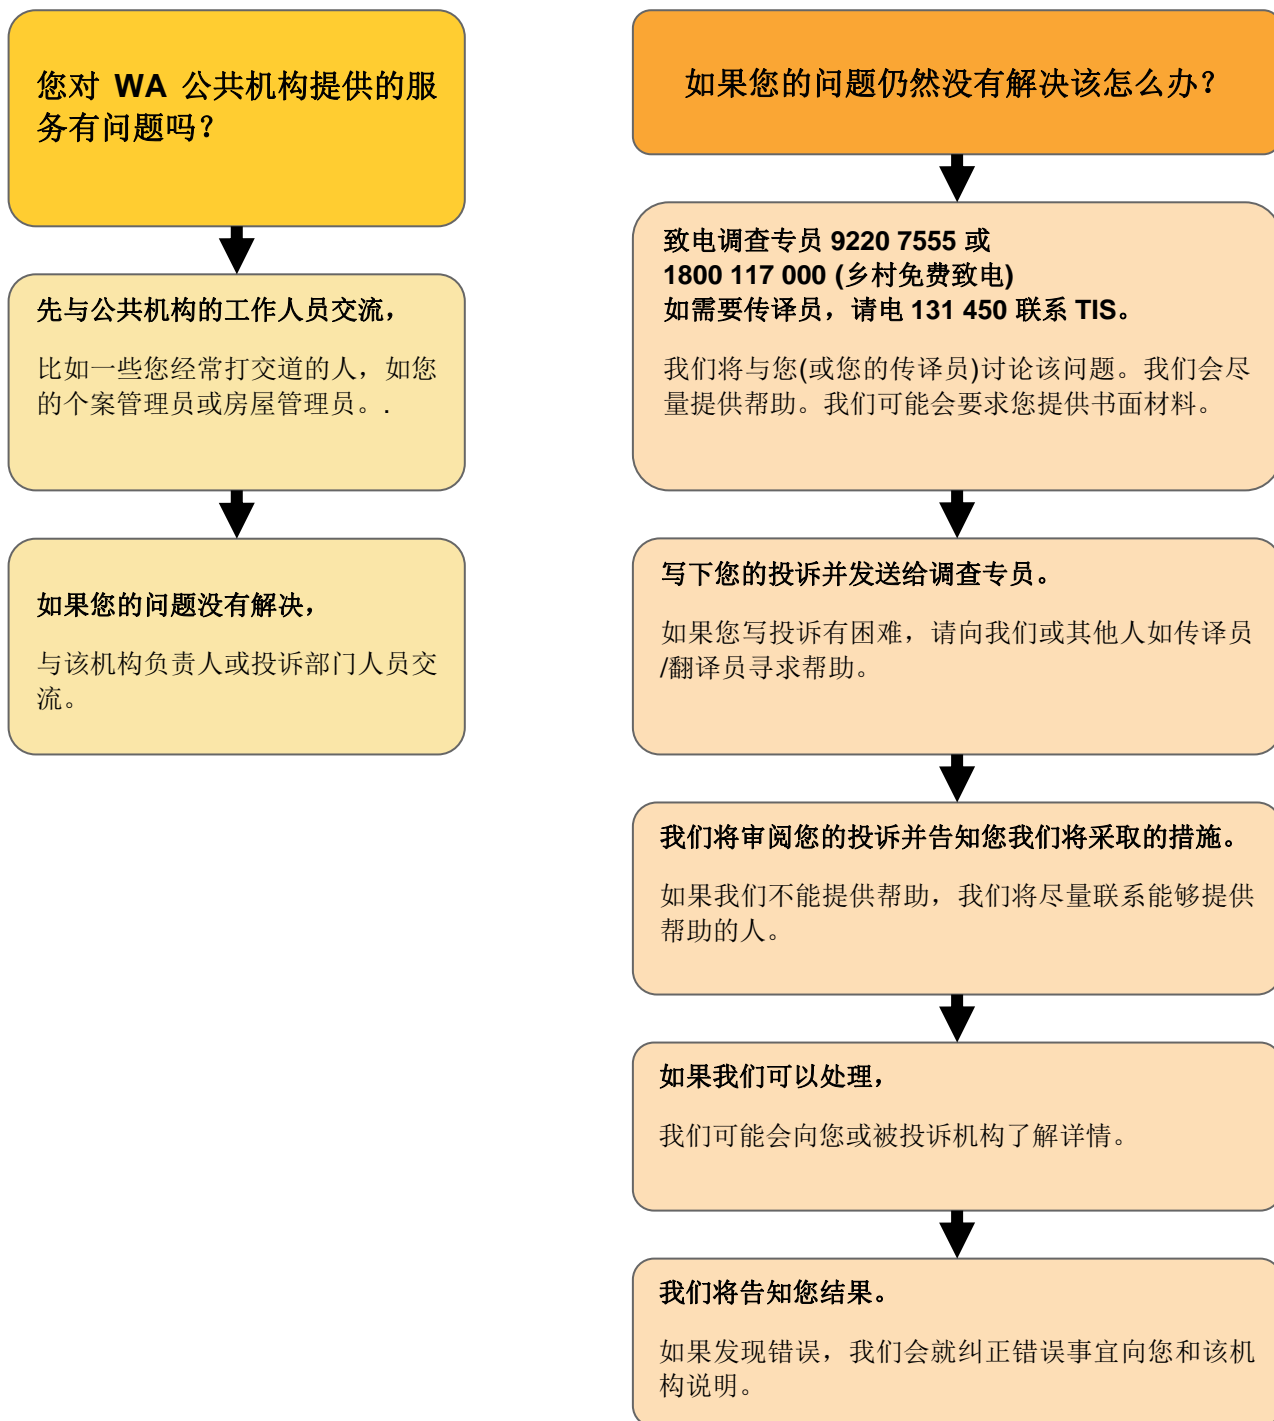 您对 WA 公共机构提供的服
务有问题吗？
先与公共机构的工作人员交流，
比如一些您经常打交道的人，如您
的个案管理员或房屋管理员。.
如果您的问题没有解决，
与该机构负责人或投诉部门人员交
流。
如果您的问题仍然没有解决该怎么办？
致电调查专员 9220 7555 或
1800 117 000 (乡村免费致电)
如需要传译员，请电 131 450 联系 TIS。
我们将与您(或您的传译员)讨论该问题。我们会尽
量提供帮助。我们可能会要求您提供书面材料。
写下您的投诉并发送给调查专员。
如果您写投诉有困难，请向我们或其他人如传译员
/翻译员寻求帮助。
我们将审阅您的投诉并告知您我们将采取的措施。
如果我们不能提供帮助，我们将尽量联系能够提供
帮助的人。
如果我们可以处理，
我们可能会向您或被投诉机构了解详情。
我们将告知您结果。
如果发现错误，我们会就纠正错误事宜向您和该机
构说明。